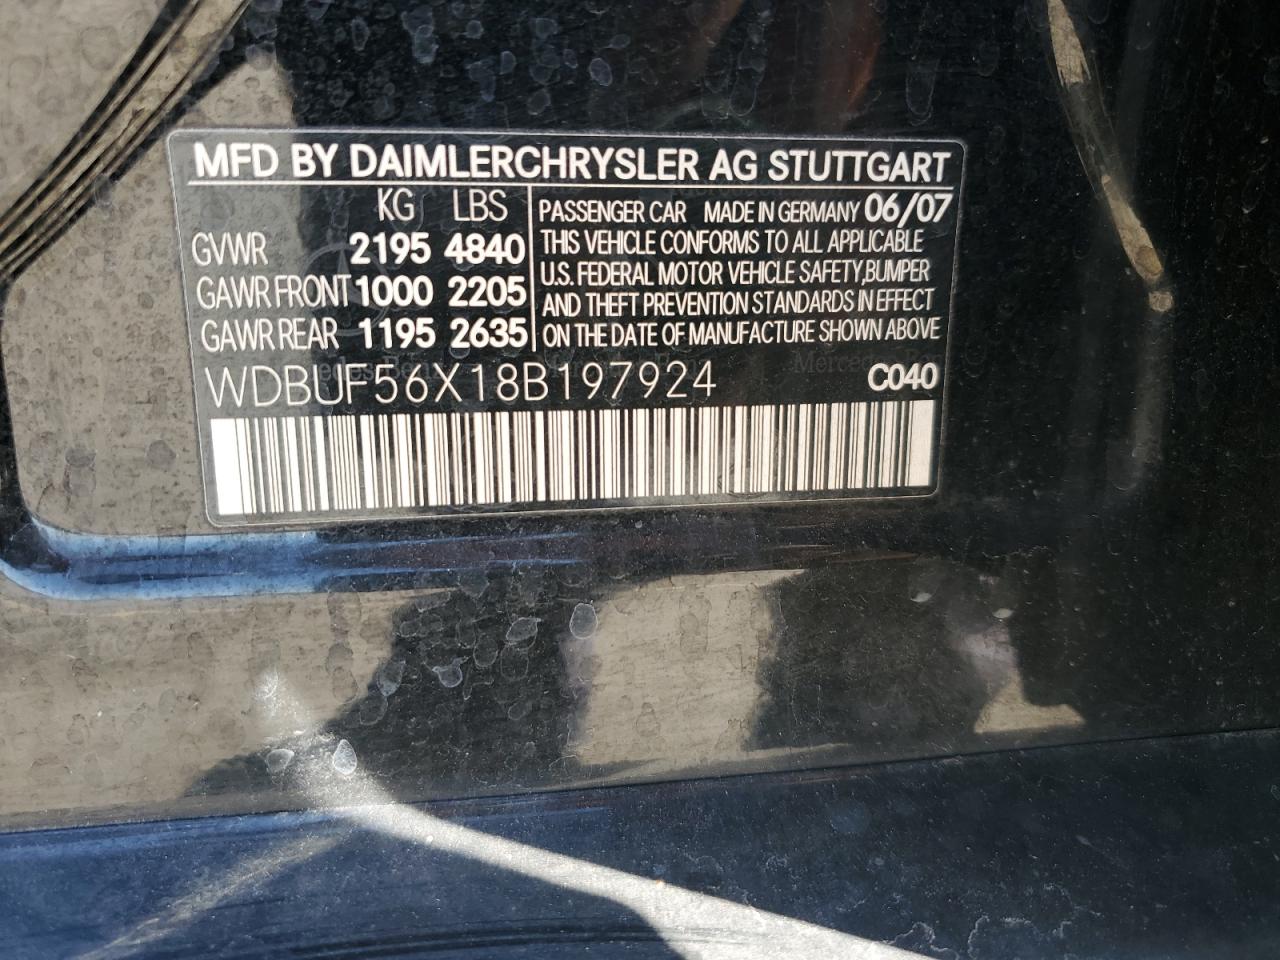 MFD BY DAIMLERCHRYSLER AG STUTTGART
KG LBS
GVWR 2195 4840
GAWR FRONT 1000 2205
GAWR REAR 1195 2635
PASSENGER CAR MADE IN GERMANY 06/07
THIS VEHICLE CONFORMS TO ALL APPLICABLE
U.S. FEDERAL MOTOR VEHICLE SAFETY,BUMPER
AND THEFT PREVENTION STANDARDS IN EFFECT
ON THE DATE OF MANUFACTURE SHOWN ABOVE
WDBUF56X18B197924 C040